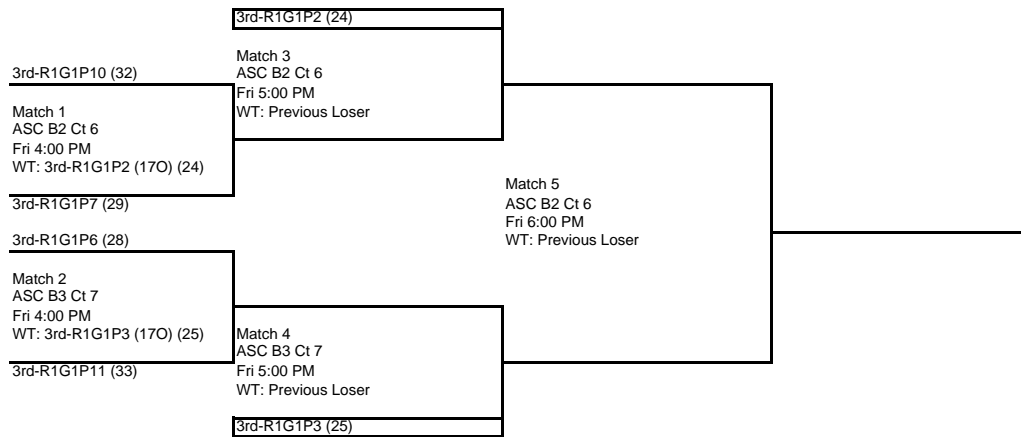 3rd-R1G1P2 (24)
Match 3
ASC B2 Ct 6
Fri 5:00 PM
WT: Previous Loser
3rd-R1G1P10 (32)
Match 1
ASC B2 Ct 6
Fri 4:00 PM
WT: 3rd-R1G1P2 (17O) (24)
3rd-R1G1P7 (29)
Match 5
ASC B2 Ct 6
Fri 6:00 PM
WT: Previous Loser
3rd-R1G1P6 (28)
Match 2
ASC B3 Ct 7
Fri 4:00 PM
WT: 3rd-R1G1P3 (17O) (25)
3rd-R1G1P11 (33)
Match 4
ASC B3 Ct 7
Fri 5:00 PM
WT: Previous Loser
3rd-R1G1P3 (25)